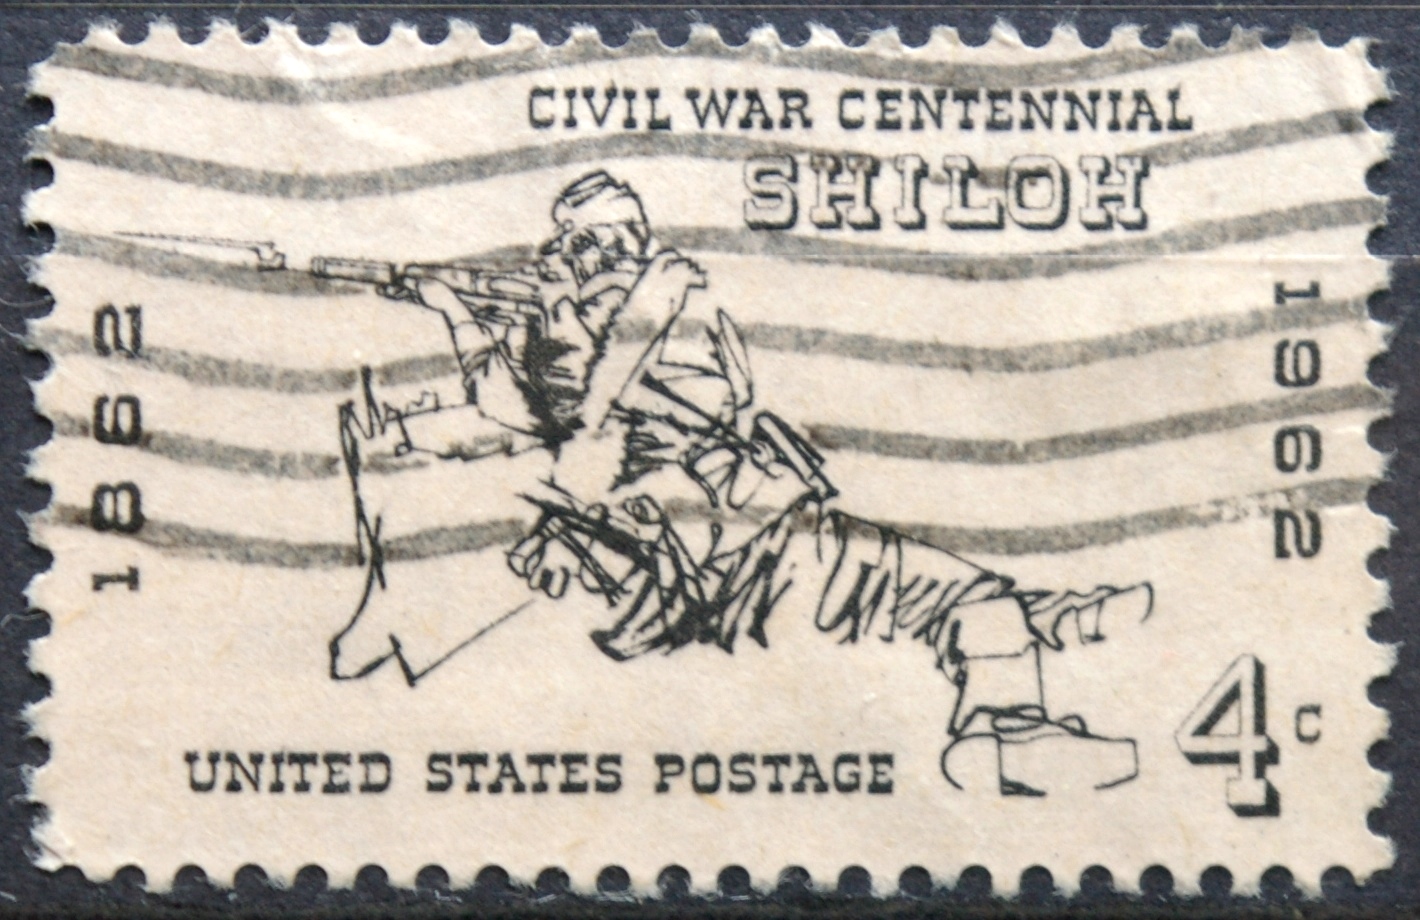 CIVIL WAR CENTENNIAL
SHILOH
1862
1962
4c
UNITED STATES POSTAGE